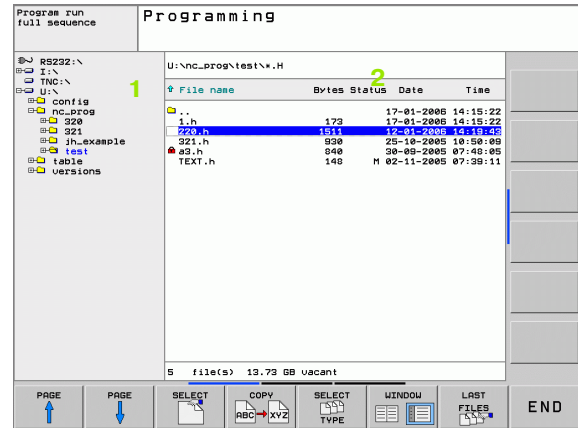 Program run
full sequence
Programming
RS232:\
I:\
TNC:\
U:\
config
nc_prog
320
321
jh_example
test
table
versions
1
U:\nc_prog\test\*.H
2
File name Bytes Status Date Time
.. 17-01-2006 14:15:22
1.h 173 17-01-2006 14:15:22
220.h 1511 12-01-2006 14:19:43
321.h 930 25-10-2005 10:50:09
a3.h 840 30-09-2005 07:48:05
TEXT.h 148 M 02-11-2005 07:39:11
5 file(s) 13.73 GB vacant
PAGE
PAGE
SELECT
COPY
ABC XYZ
SELECT
TYPE
WINDOW
LAST
FILES
END